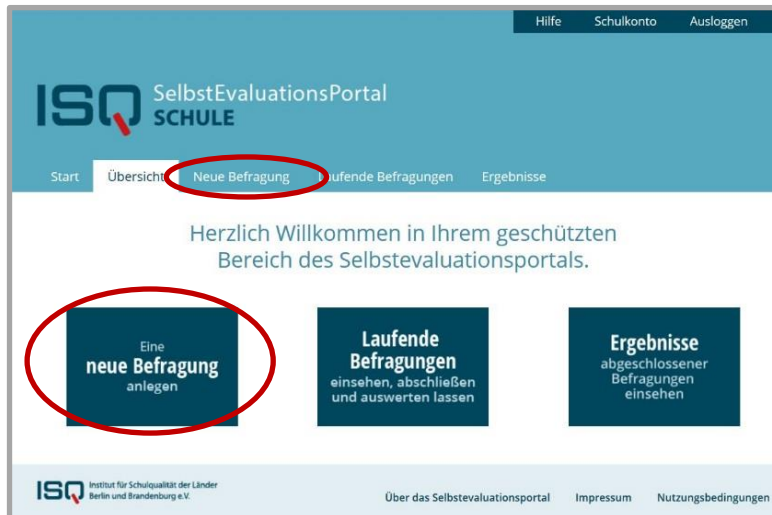 Hilfe Schulkonto Ausloggen
ISQ SelbstEvaluationsPortal
SCHULE
Start Übersicht Neue Befragung Laufende Befragungen Ergebnisse
Herzlich Willkommen in Ihrem geschützten
Bereich des Selbstevaluationsportals.
Eine
neue Befragung
anlegen
Laufende
Befragungen
einsehen, abschließen
und auswerten lassen
Ergebnisse
abgeschlossener
Befragungen
einsehen
ISQ Institut für Schulqualität der Länder
Berlin und Brandenburg e.V.
Über das Selbstevaluationsportal Impressum Nutzungsbedingungen